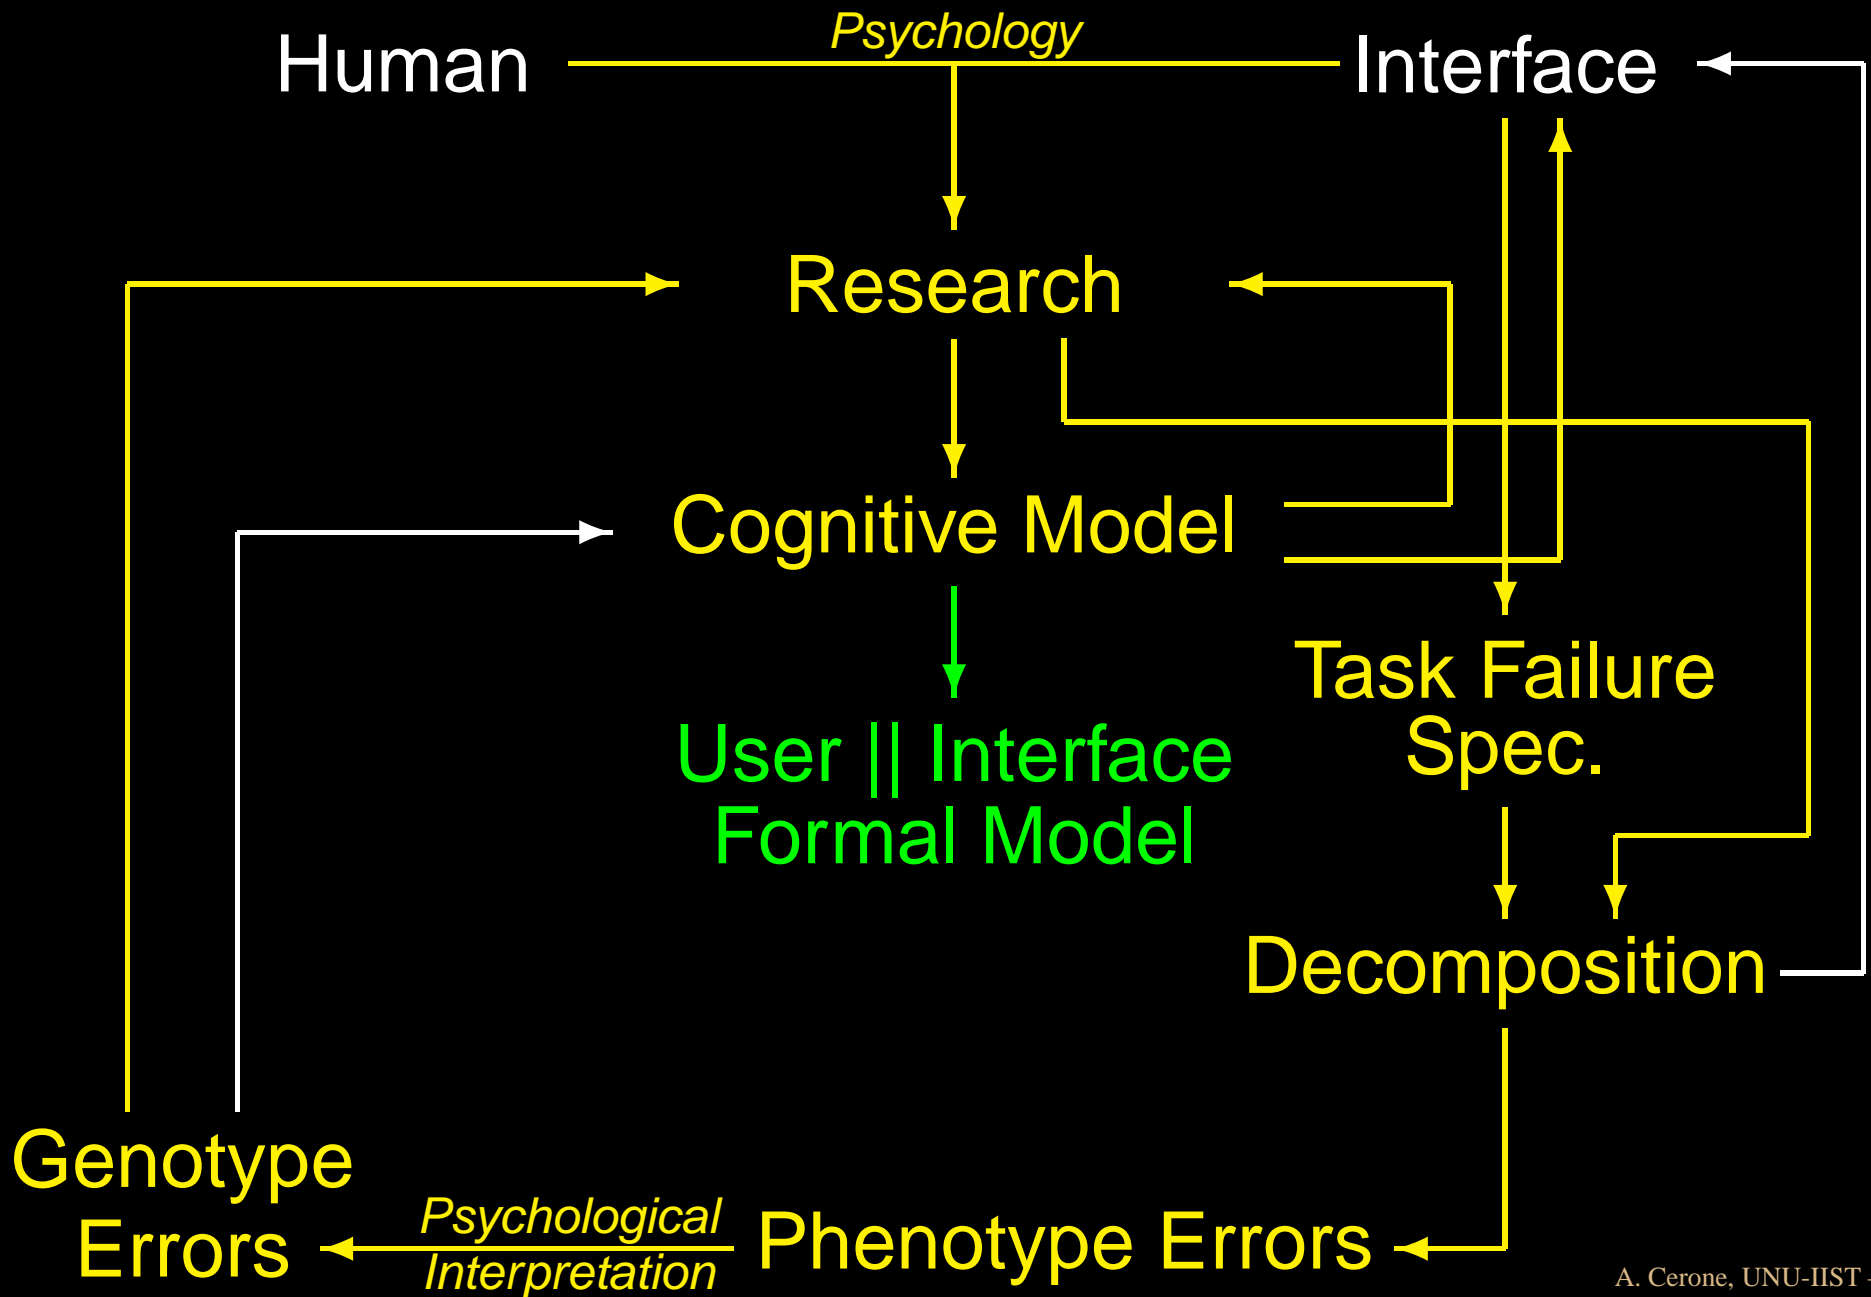 Psychology
Human
Interface
Research
Cognitive Model
Task Failure
Spec.
User || Interface
Formal Model
Decomposition
Genotype
Errors
Psychological
Interpretation
Phenotype Errors
A. Cerone, UNU-IIST -